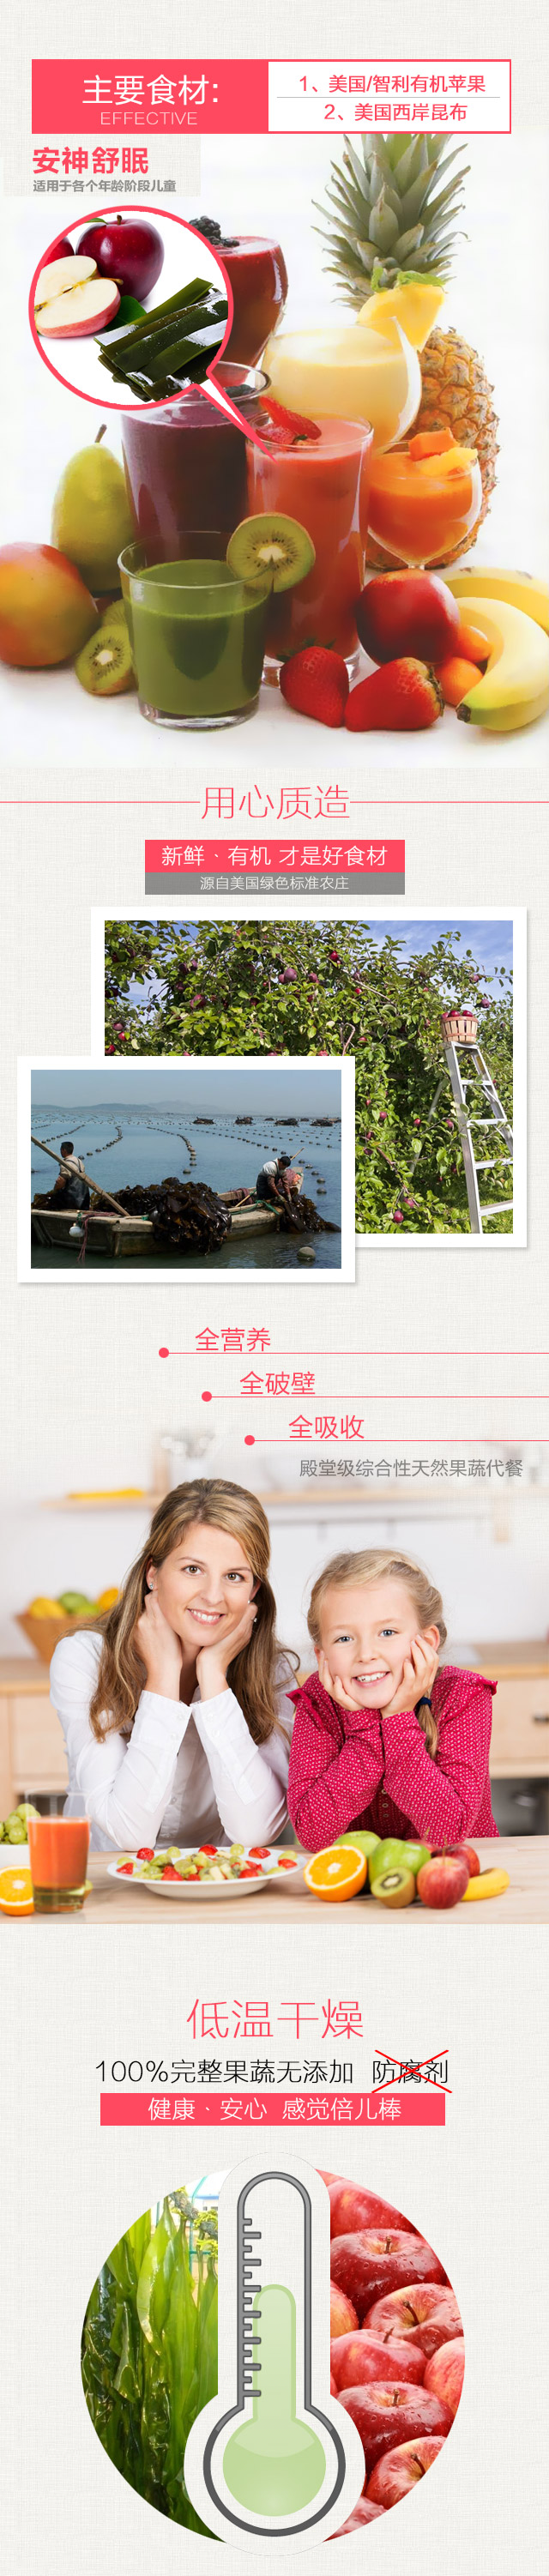 主要食材:
EFFECTIVE
1、美国/智利有机苹果
2、美国西岸昆布
安神舒眠
适用于各个年龄阶段儿童
用心质造
新鲜、有机 才是好食材
源自美国绿色标准农庄
全营养
全破壁
全吸收
殿堂级综合性天然果蔬代餐
低温干燥
100%完整果蔬无添加 防腐剂
健康、安心 感觉倍儿棒